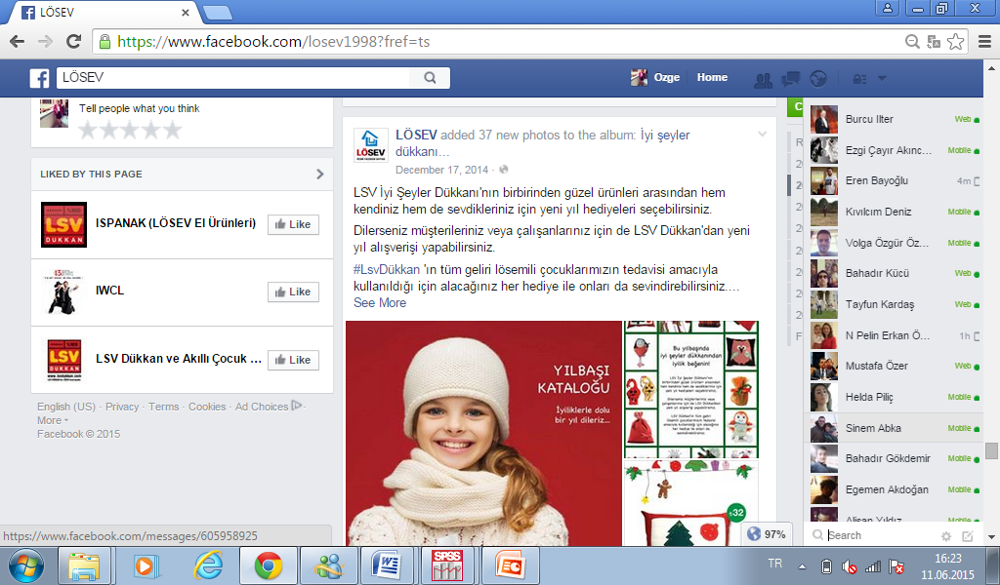 LÖSEV
https://www.facebook.com/losev1998?fref=ts
LÖSEV
Ozge
Home
Tell people what you think
LIKED BY THIS PAGE
LSV
DUKKAN
ISPANAK (LÖSEV El Ürünleri)
Like
IWCL
Like
LSV
DUKKAN
LSV Dükkan ve Akıllı Çocuk ...
Like
English (US) · Privacy · Terms · Cookies · Ad Choices ·
More
Facebook © 2015
LÖSEV
LÖSEV added 37 new photos to the album: İyi şeyler
dükkanı...
December 17, 2014 ·
LSV İyi Şeyler Dükkanı'nın birbirinden güzel ürünleri arasından hem
kendiniz hem de sevdikleriniz için yeni yıl hediyeleri seçebilirsiniz.
Dilerseniz müşterileriniz veya çalışanlarınız için de LSV Dükkan'dan yeni
yıl alışverişi yapabilirsiniz.
#LsvDükkan 'ın tüm geliri lösemili çocuklarımızın tedavisi amacıyla
kullanıldığı için alacağınız her hediye ile onları da sevindirebilirsiniz....
See More
YILBAŞI
KATALOĞU
İyiliklerle dolu
bir yıl dileriz...
Bu yılbaşında
iyi şeyler dükkanından
iyilik beğenin!
₺32
Burcu Ilter Web
Ezgi Çayır Akınc... Mobile
Eren Bayoğlu 4m
Kıvılcım Deniz Mobile
Volga Özgür Öz... Mobile
Bahadır Kücü Web
Tayfun Kardaş Web
N Pelin Erkan Ö... 1h
Mustafa Özer Web
Helda Piliç Mobile
Sinem Abka Mobile
Bahadır Gökdemir Mobile
Egemen Akdoğan Mobile
Alisan Yıldız Mobile
Search
97%
https://www.facebook.com/messages/605958925
SPSS
TR
16:23
11.06.2015